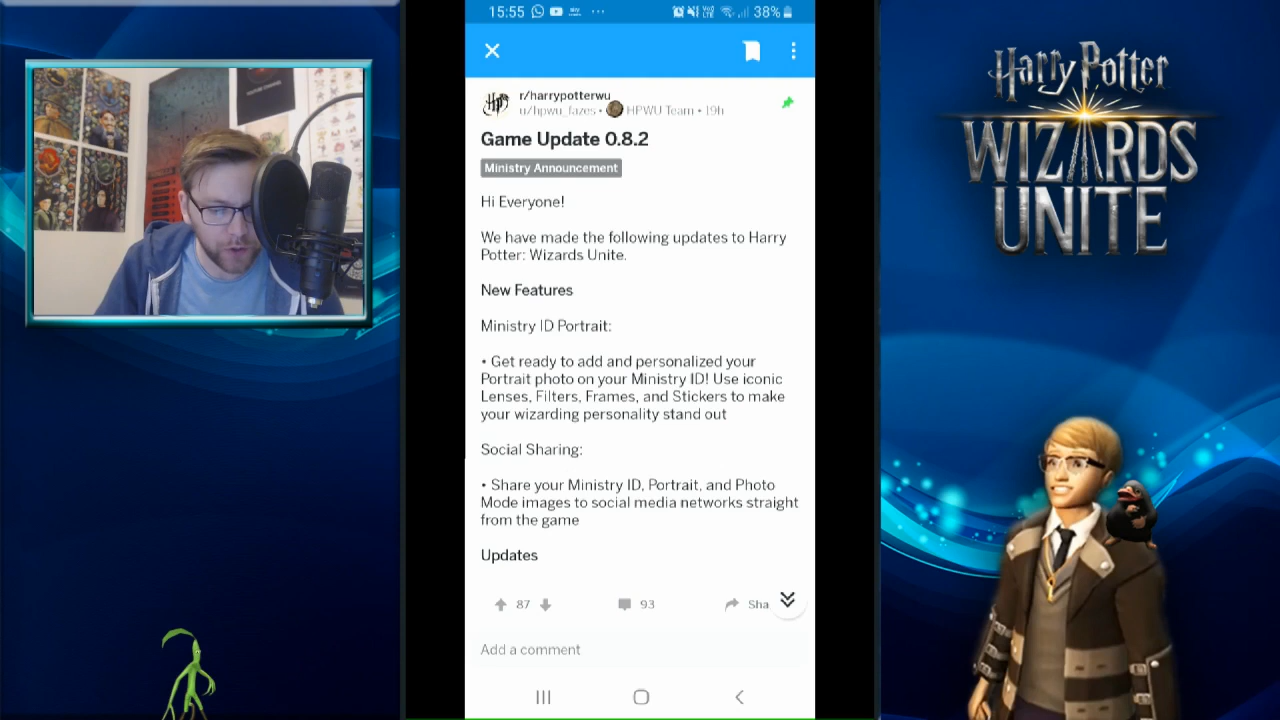 15:55
38%
r/harrypotterwu
u/hpwu_fazes • HPWU Team • 19h
Game Update 0.8.2
Ministry Announcement
Hi Everyone!
We have made the following updates to Harry
Potter: Wizards Unite.
New Features
Ministry ID Portrait:
• Get ready to add and personalized your
Portrait photo on your Ministry ID! Use iconic
Lenses, Filters, Frames, and Stickers to make
your wizarding personality stand out
Social Sharing:
• Share your Ministry ID, Portrait, and Photo
Mode images to social media networks straight
from the game
Updates
87
93
Sha
Add a comment
Harry Potter
WIZARDS
UNITE